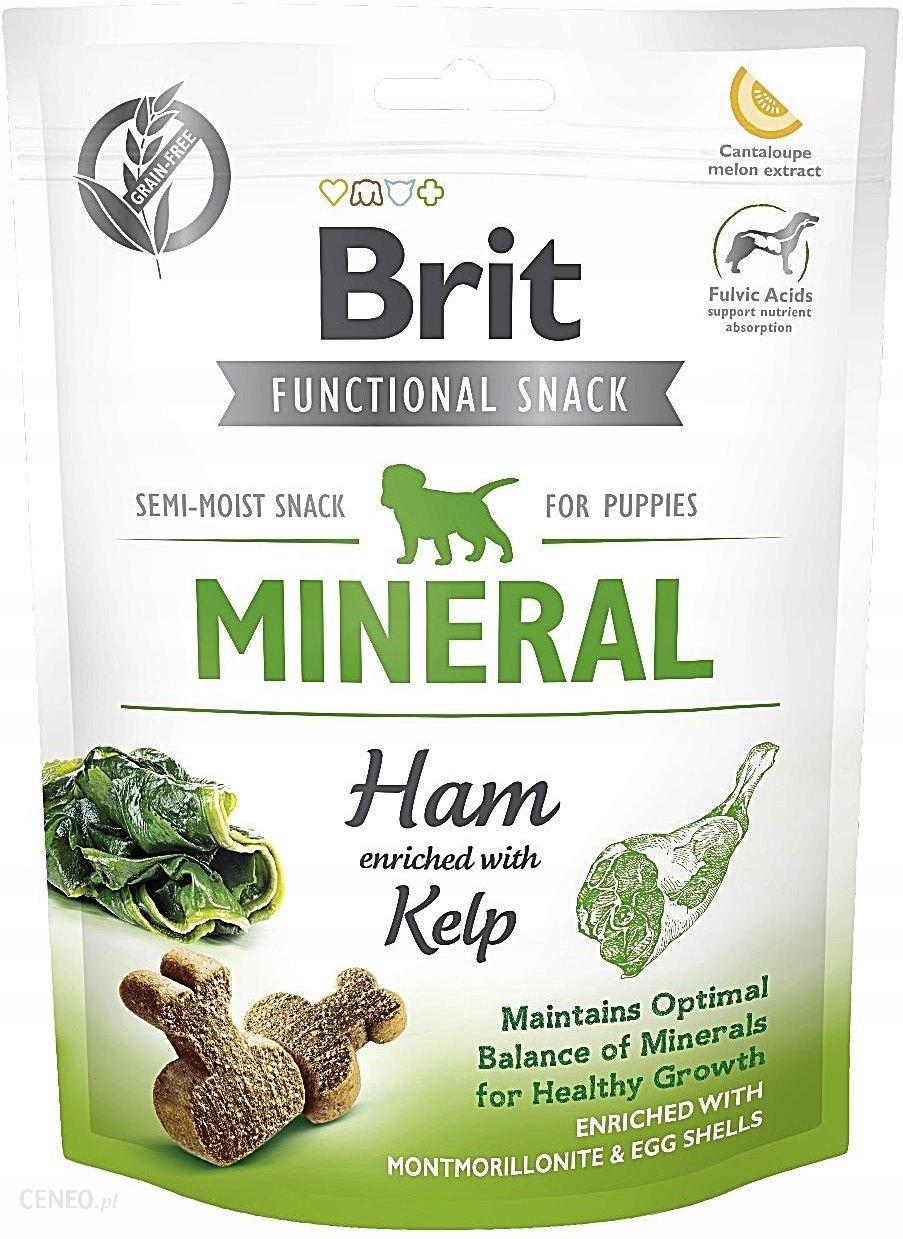 GRAIN-FREE
Cantaloupe
melon extract
Brit
Fulvic Acids
support nutrient
absorption
FUNCTIONAL SNACK
SEMI-MOIST SNACK
FOR PUPPIES
MINERAL
Ham
enriched with
Kelp
Maintains Optimal
Balance of Minerals
for Healthy Growth
ENRICHED WITH
MONTMORILLONITE & EGG SHELLS
CENEO.pl